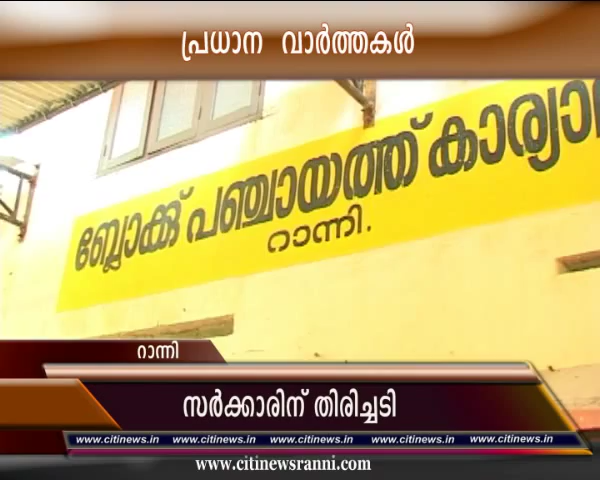 പ്രധാന വാർത്തകൾ
ബ്ലോക്ക് പഞ്ചായത്ത്
റാന്നി.
റാന്നി
സർക്കാരിന് തിരിച്ചടി
www.citinews.in www.citinews.in www.citinews.in www.citinews.in www.citinews.in
www.citinewsranni.com